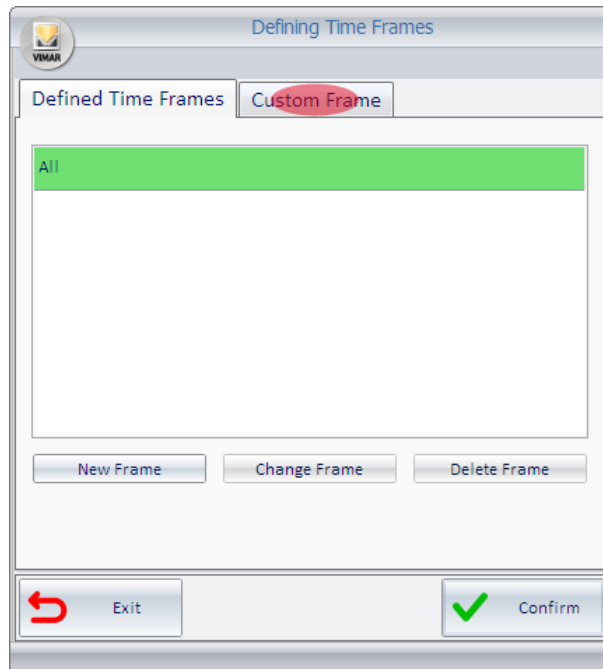 Defining Time Frames
VIMAR
Defined Time Frames
Custom Frame
All
New Frame
Change Frame
Delete Frame
Exit
Confirm